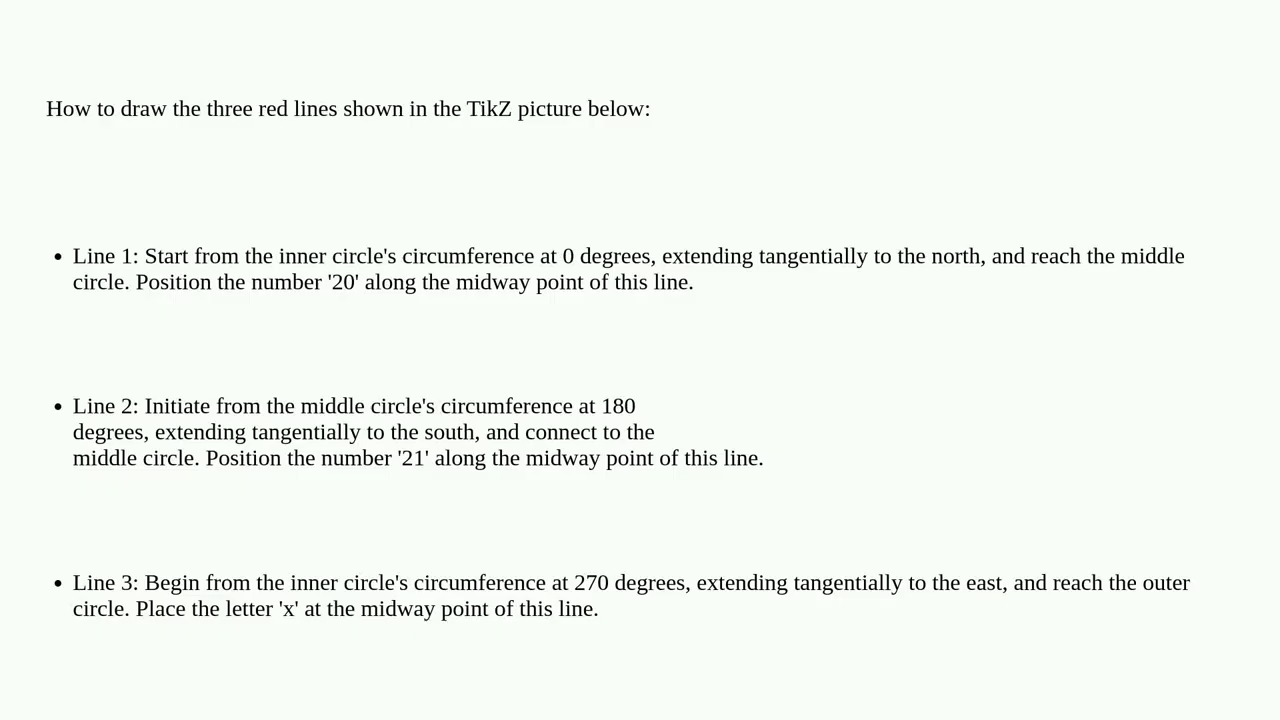 How to draw the three red lines shown in the TikZ picture below:
• Line 1: Start from the inner circle's circumference at 0 degrees, extending tangentially to the north, and reach the middle
circle. Position the number '20' along the midway point of this line.
• Line 2: Initiate from the middle circle's circumference at 180
degrees, extending tangentially to the south, and connect to the
middle circle. Position the number '21' along the midway point of this line.
• Line 3: Begin from the inner circle's circumference at 270 degrees, extending tangentially to the east, and reach the outer
circle. Place the letter 'x' at the midway point of this line.